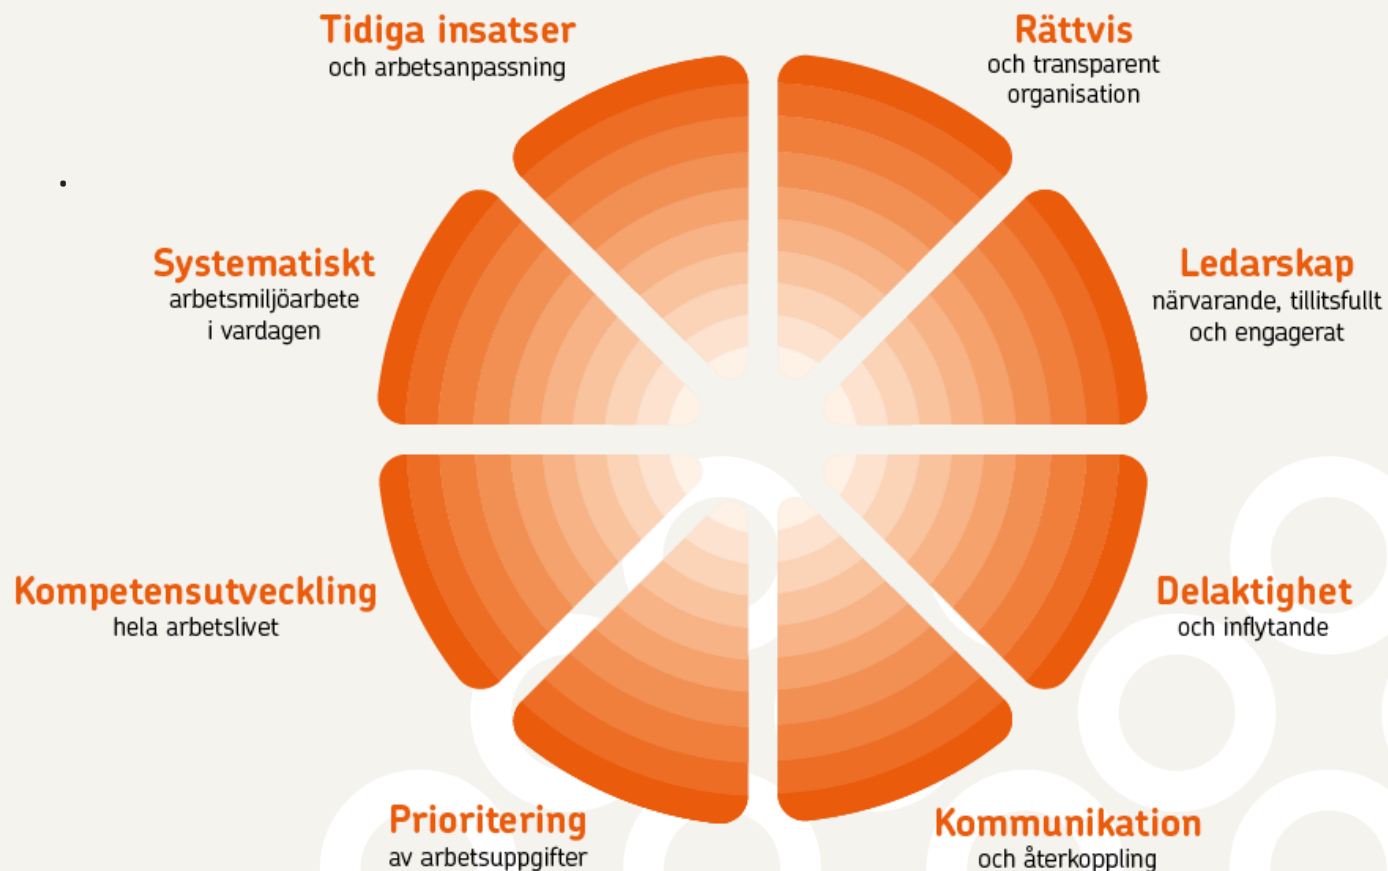 Tidiga insatser
och arbetsanpassning
Rättvis
och transparent
organisation
Systematiskt
arbetsmiljöarbete
i vardagen
Ledarskap
närvarande, tillitsfullt
och engagerat
Kompetensutveckling
hela arbetslivet
Delaktighet
och inflytande
Prioritering
av arbetsuppgifter
Kommunikation
och återkoppling